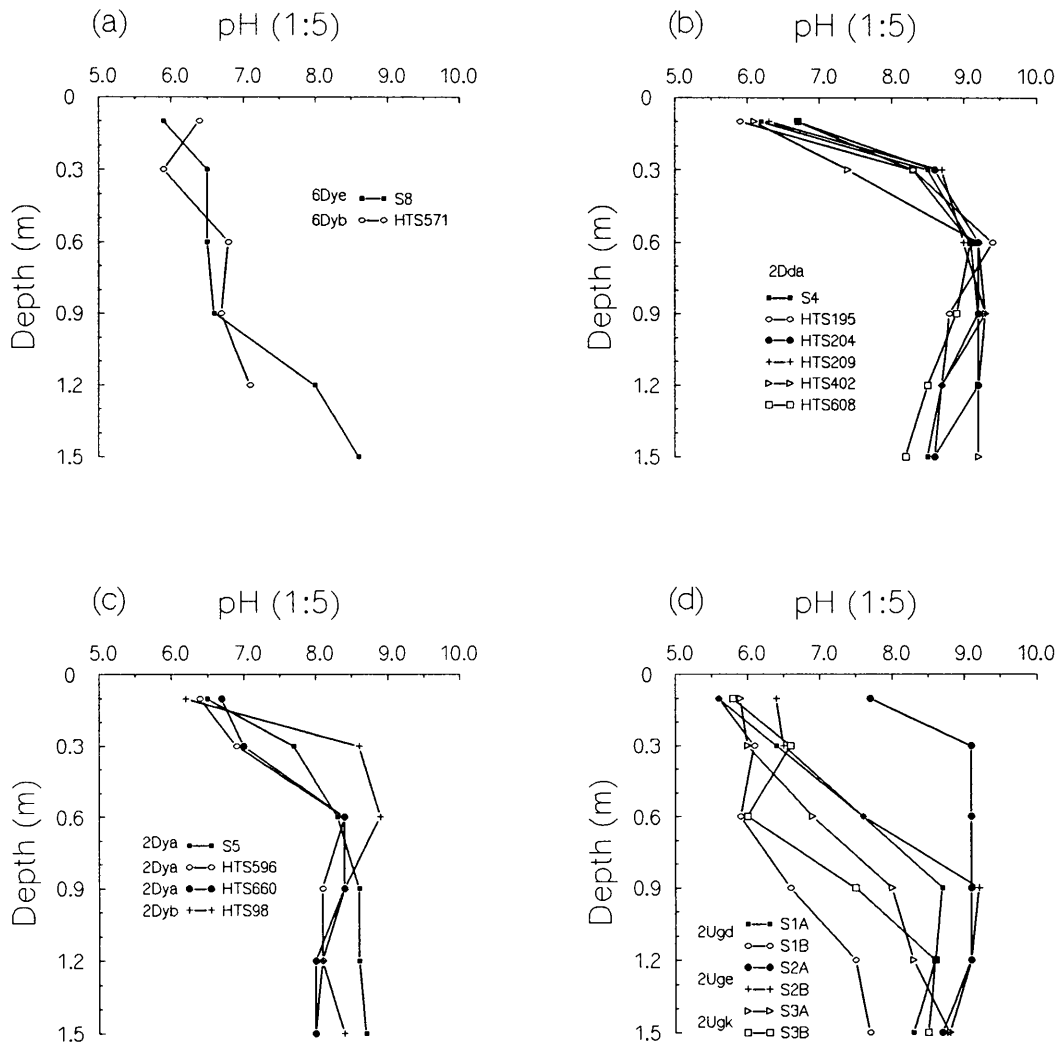 (a) pH (1:5)
5.0 6.0 7.0 8.0 9.0 10.0
0
0.3
0.6
0.9
1.2
1.5
Depth (m)
6Dye S8
6Dyb HTS571
(b) pH (1:5)
5.0 6.0 7.0 8.0 9.0 10.0
0
0.3
0.6
0.9
1.2
1.5
Depth (m)
2Dda
S4
HTS195
HTS204
HTS209
HTS402
HTS608
(c) pH (1:5)
5.0 6.0 7.0 8.0 9.0 10.0
0
0.3
0.6
0.9
1.2
1.5
Depth (m)
2Dya S5
2Dya HTS596
2Dya HTS660
2Dyb HTS98
(d) pH (1:5)
5.0 6.0 7.0 8.0 9.0 10.0
0
0.3
0.6
0.9
1.2
1.5
Depth (m)
2Ugd
S1A
S1B
2Uge
S2A
S2B
2Ugk
S3A
S3B